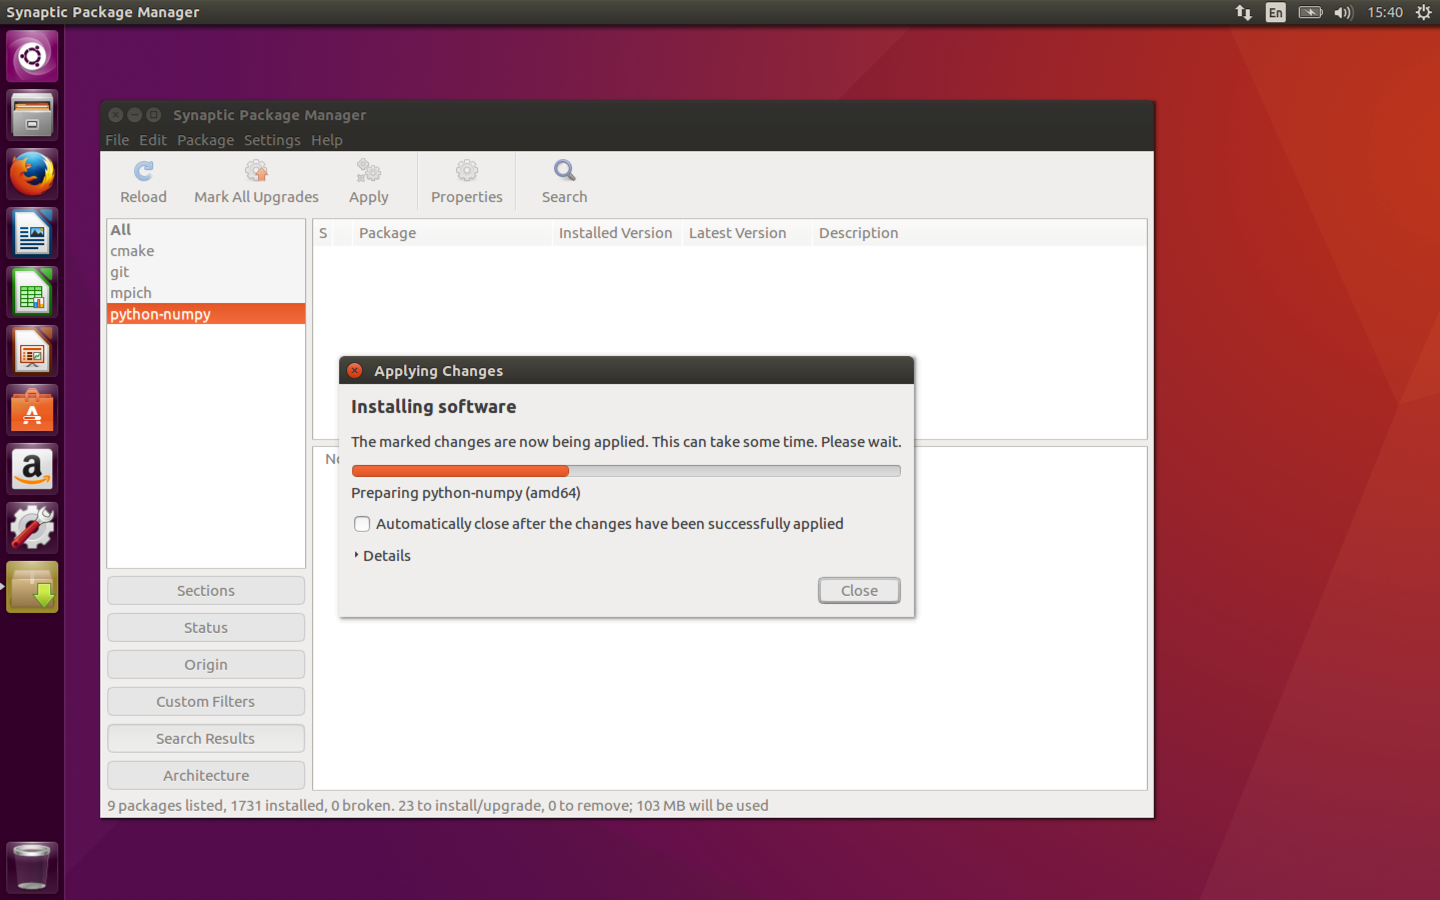 Synaptic Package Manager
En
15:40
Synaptic Package Manager
File Edit Package Settings Help
Reload Mark All Upgrades Apply Properties Search
All
cmake
git
mpich
python-numpy
S Package Installed Version Latest Version Description
No
Applying Changes
Installing software
The marked changes are now being applied. This can take some time. Please wait.
Preparing python-numpy (amd64)
Automatically close after the changes have been successfully applied
Details
Close
Sections
Status
Origin
Custom Filters
Search Results
Architecture
9 packages listed, 1731 installed, 0 broken. 23 to install/upgrade, 0 to remove; 103 MB will be used